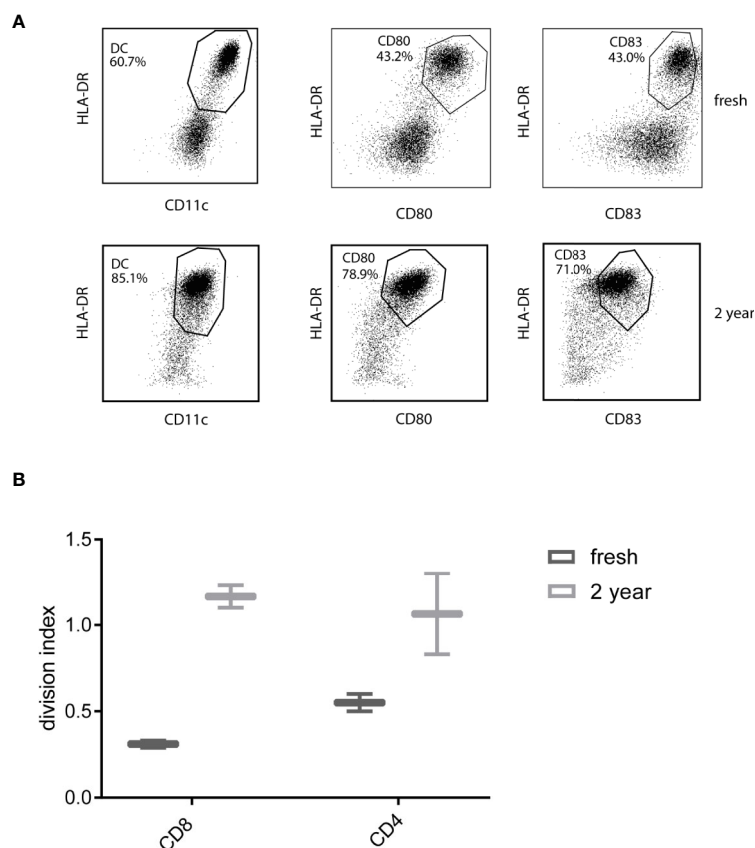 A
HLA-DR
DC
60.7%
CD11c
HLA-DR
CD80
43.2%
CD80
HLA-DR
CD83
43.0%
CD83
fresh
HLA-DR
DC
85.1%
CD11c
HLA-DR
CD80
78.9%
CD80
HLA-DR
CD83
71.0%
CD83
2 year
B
division index
1.5
1.0
0.5
0.0
CD8
CD4
fresh
2 year